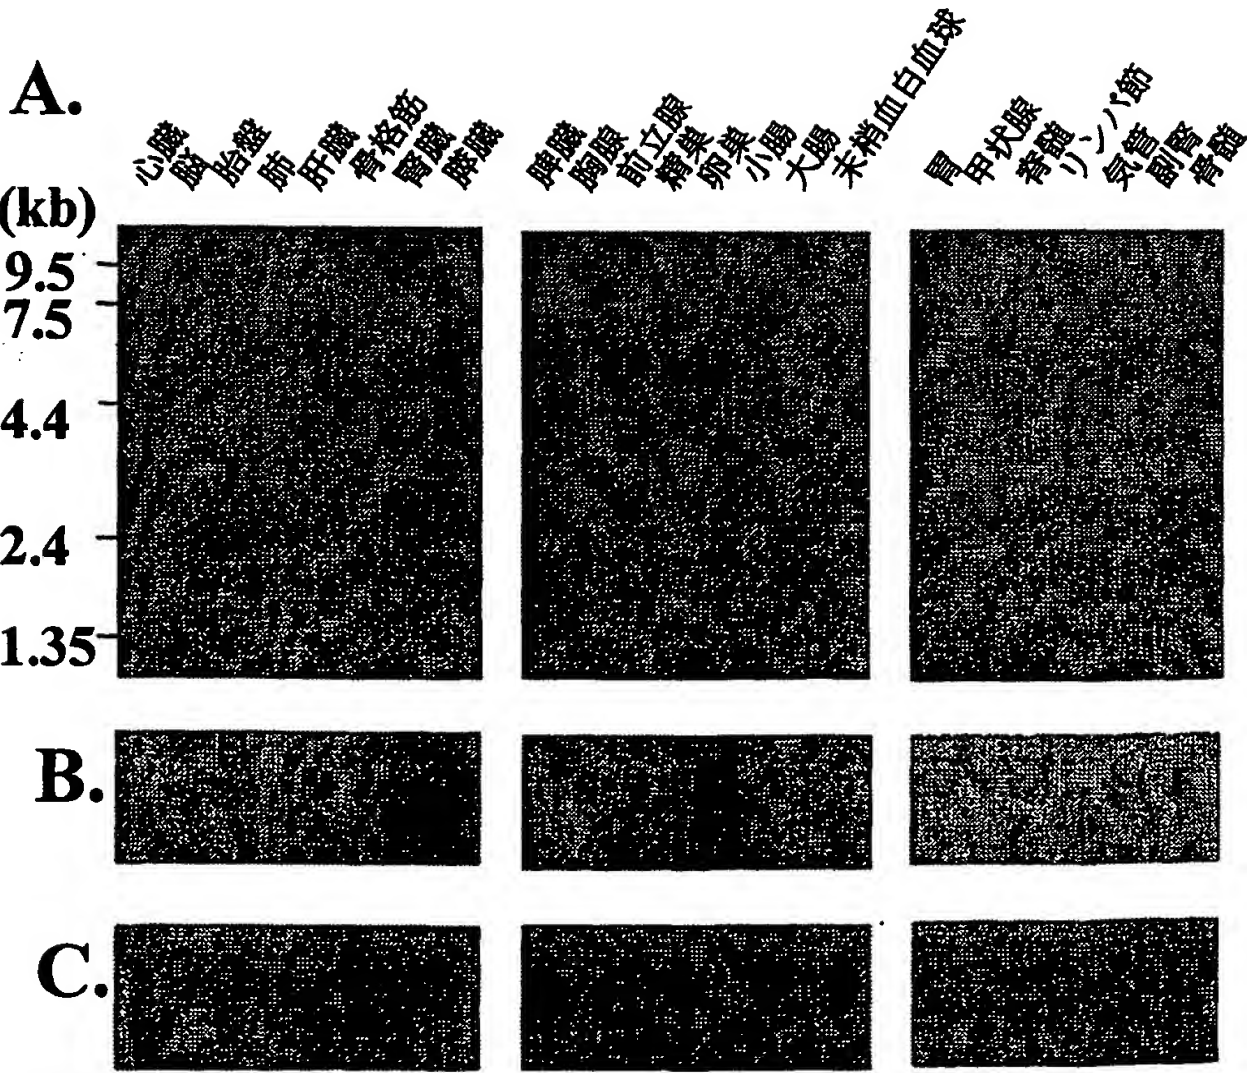 A.
心臓
脳
胎盤
肺
肝臓
骨格筋
腎臓
膵臓
脾臓
胸腺
前立腺
精巣
卵巣
小腸
大腸
末梢血白血球
胃
甲状腺
脊髄
リンパ節
気管
副腎
骨髄
(kb)
9.5
7.5
4.4
2.4
1.35
B.
C.